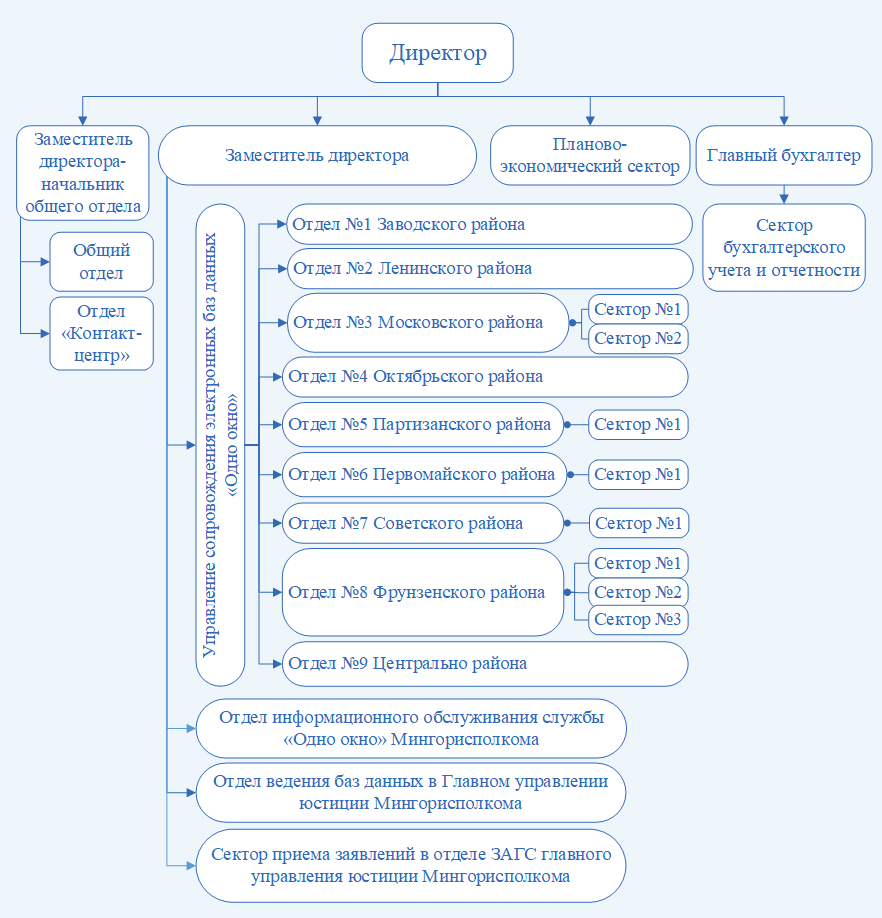 Директор
Заместитель
директора-
начальник
общего отдела
Заместитель директора
Планово-
экономический сектор
Главный бухгалтер
Общий
отдел
Отдел
«Контакт-
центр»
Управление сопровождения электронных баз данных
«Одно окно»
Отдел №1 Заводского района
Отдел №2 Ленинского района
Отдел №3 Московского района
Сектор №1
Сектор №2
Отдел №4 Октябрьского района
Отдел №5 Партизанского района
Сектор №1
Отдел №6 Первомайского района
Сектор №1
Отдел №7 Советского района
Сектор №1
Отдел №8 Фрунзенского района
Сектор №1
Сектор №2
Сектор №3
Отдел №9 Центрально района
Сектор
бухгалтерского
учета и отчетности
Отдел информационного обслуживания службы
«Одно окно» Мингорисполкома
Отдел ведения баз данных в Главном управлении
юстиции Мингорисполкома
Сектор приема заявлений в отделе ЗАГС главного
управления юстиции Мингорисполкома